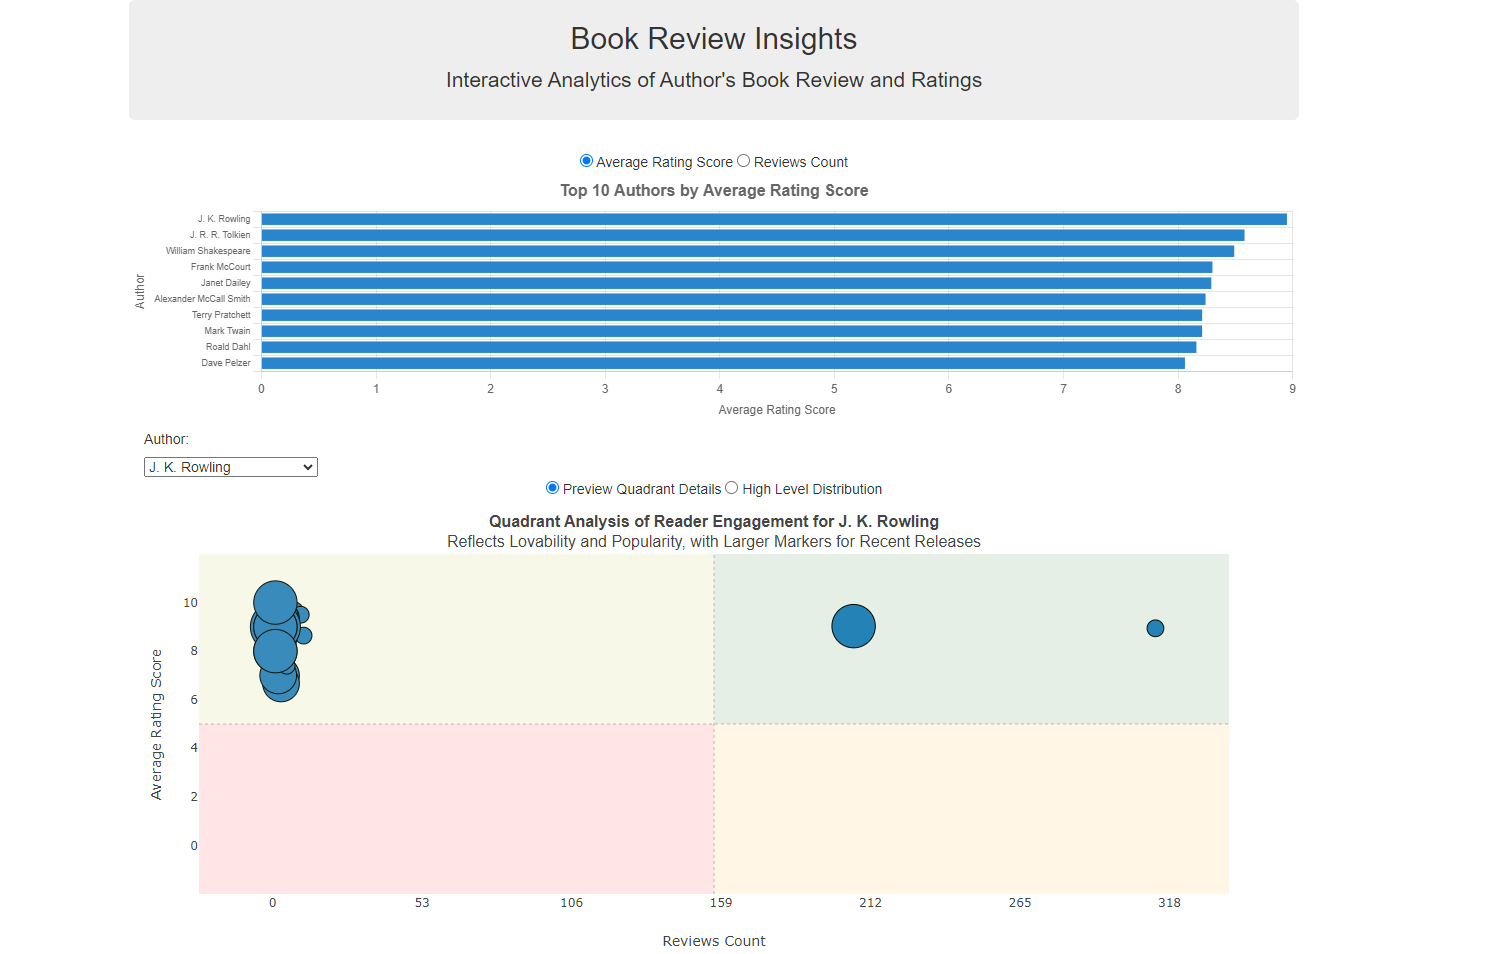 Book Review Insights
Interactive Analytics of Author's Book Review and Ratings
Average Rating Score Reviews Count
Top 10 Authors by Average Rating Score
Author
J. K. Rowling
J. R. R. Tolkien
William Shakespeare
Frank McCourt
Janet Dailey
Alexander McCall Smith
Terry Pratchett
Mark Twain
Roald Dahl
Dave Pelzer
0 1 2 3 4 5 6 7 8 9
Average Rating Score
Author:
J. K. Rowling
Preview Quadrant Details High Level Distribution
Quadrant Analysis of Reader Engagement for J. K. Rowling
Reflects Lovability and Popularity, with Larger Markers for Recent Releases
Average Rating Score
10
8
6
4
2
0
0 53 106 159 212 265 318
Reviews Count